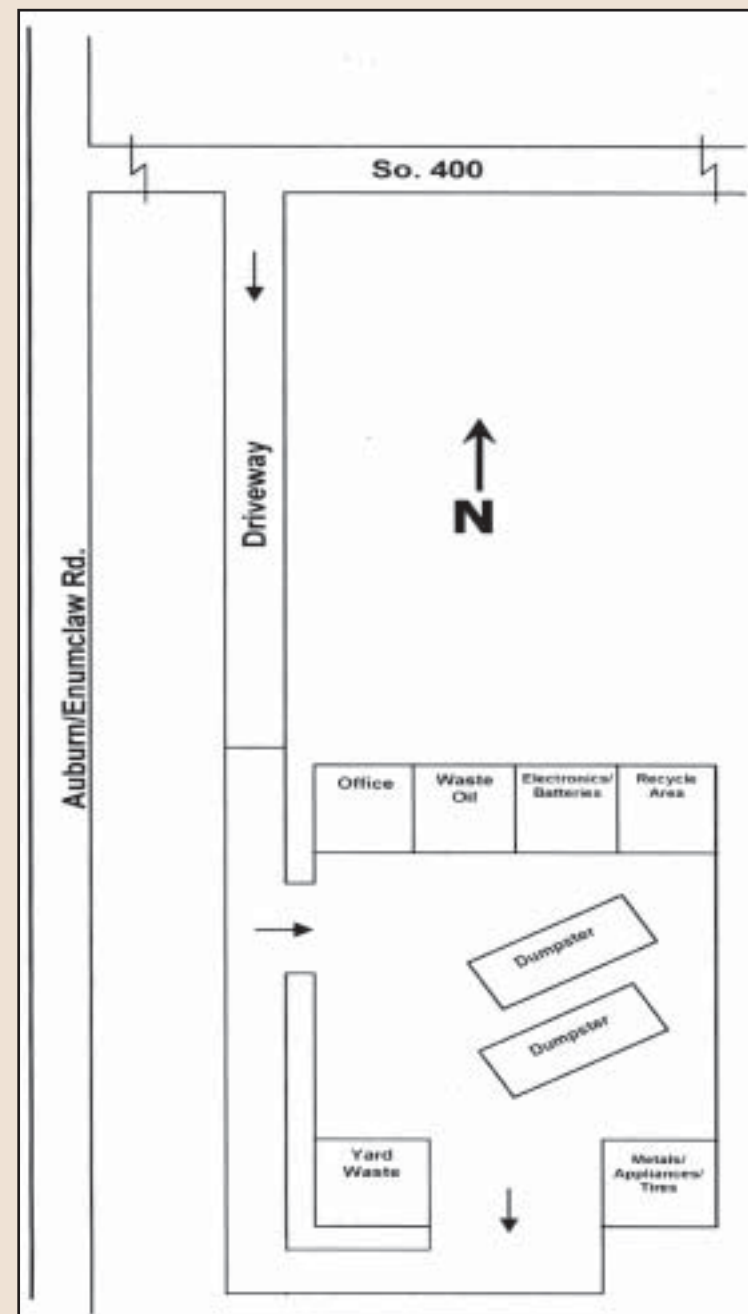 So. 400
Driveway
Auburn/Enumclaw Rd.
N
Office
Waste
Oil
Electronics/
Batteries
Recycle
Area
Dumpster
Dumpster
Yard
Waste
Metals/
Appliances/
Tires